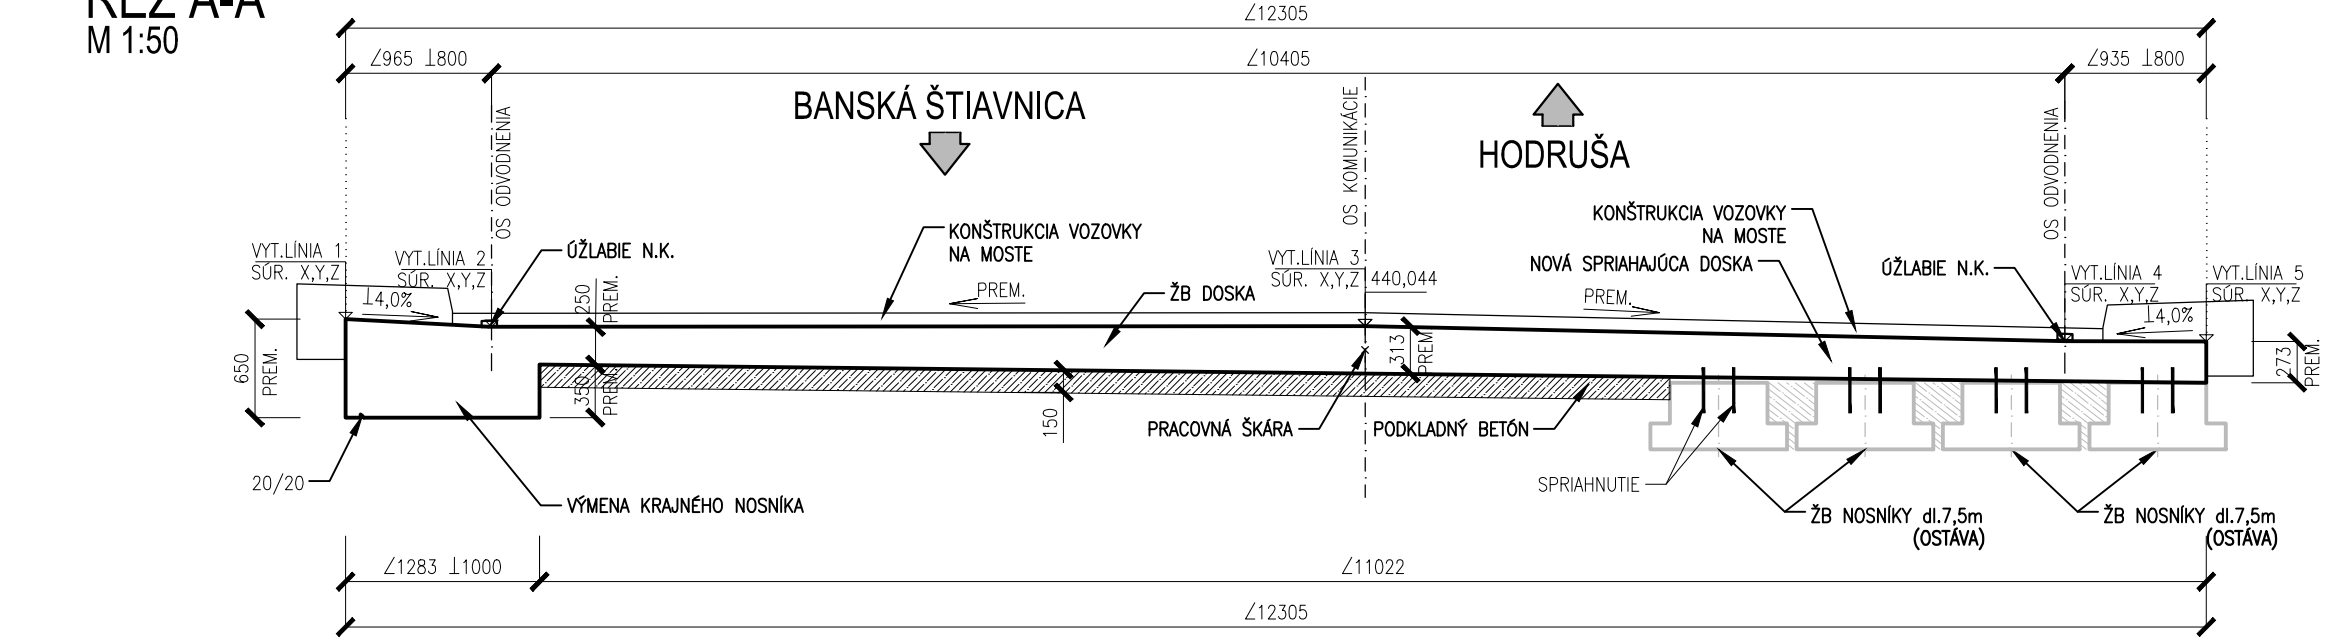 REZ A-A
M 1:50
∠12305
∠965 ⊥800
∠10405
∠935 ⊥800
BANSKÁ ŠTIAVNICA
HODRUŠA
OS ODVODNENIA
OS KOMUNIKÁCIE
OS ODVODNENIA
VYT.LÍNIA 1
SÚR. X,Y,Z
VYT.LÍNIA 2
SÚR. X,Y,Z
ÚŽLABIE N.K.
KONŠTRUKCIA VOZOVKY
NA MOSTE
VYT.LÍNIA 3
SÚR. X,Y,Z
440,044
KONŠTRUKCIA VOZOVKY
NA MOSTE
NOVÁ SPRIAHAJÚCA DOSKA
ÚŽLABIE N.K.
VYT.LÍNIA 4
SÚR. X,Y,Z
VYT.LÍNIA 5
SÚR. X,Y,Z
⊥4,0%
250
PREM.
PREM.
ŽB DOSKA
PREM.
⊥4,0%
650
PREM.
350
PREM.
150
313
PREM.
273
PREM.
PRACOVNÁ ŠKÁRA
PODKLADNÝ BETÓN
20/20
VÝMENA KRAJNÉHO NOSNÍKA
SPRIAHNUTIE
ŽB NOSNÍKY dl.7,5m
(OSTÁVA)
ŽB NOSNÍKY dl.7,5m
(OSTÁVA)
∠1283 ⊥1000
∠11022
∠12305